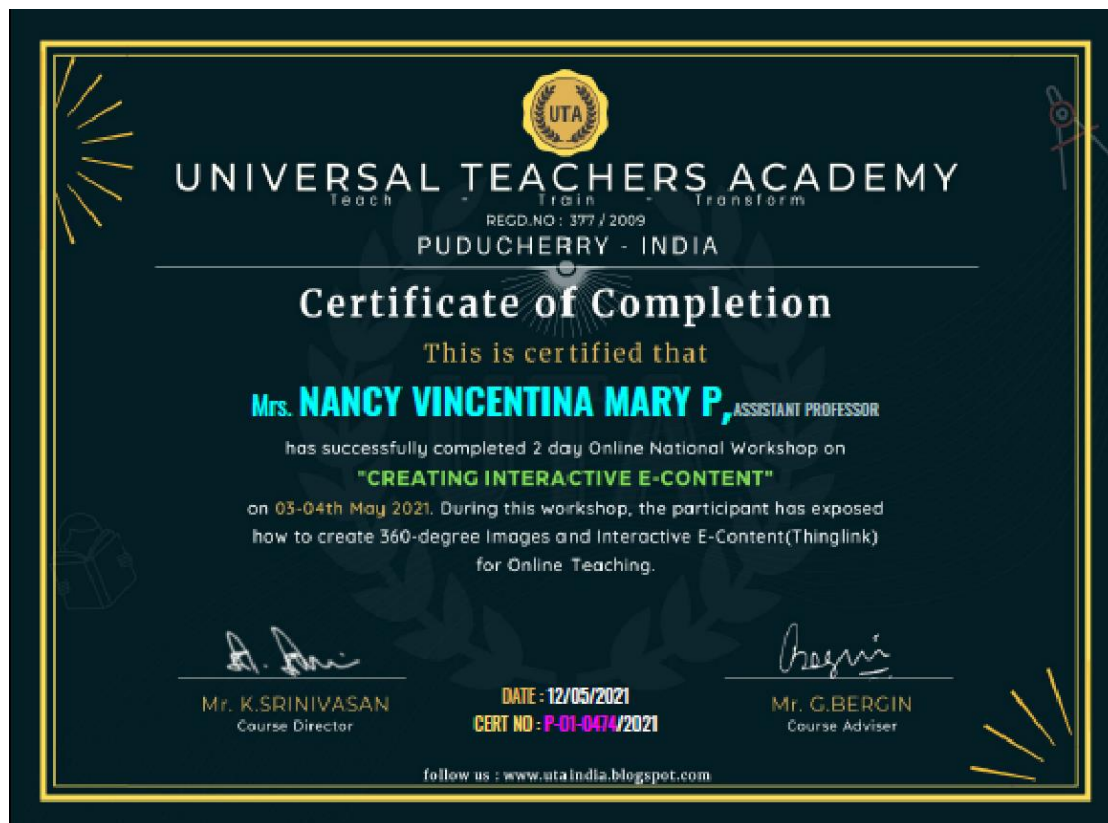 UTA
UNIVERSAL TEACHERS ACADEMY
Teach - Train - Transform
REGD.NO : 377 / 2009
PUDUCHERRY - INDIA
Certificate of Completion
This is certified that
Mrs. NANCY VINCENTINA MARY P, ASSISTANT PROFESSOR
has successfully completed 2 day Online National Workshop on
"CREATING INTERACTIVE E-CONTENT"
on 03-04th May 2021. During this workshop, the participant has exposed
how to create 360-degree Images and Interactive E-Content(Thinglink)
for Online Teaching.
Mr. K.SRINIVASAN
Course Director
DATE : 12/05/2021
CERT NO : P-01-0474/2021
Mr. G.BERGIN
Course Adviser
follow us : www.utaindia.blogspot.com